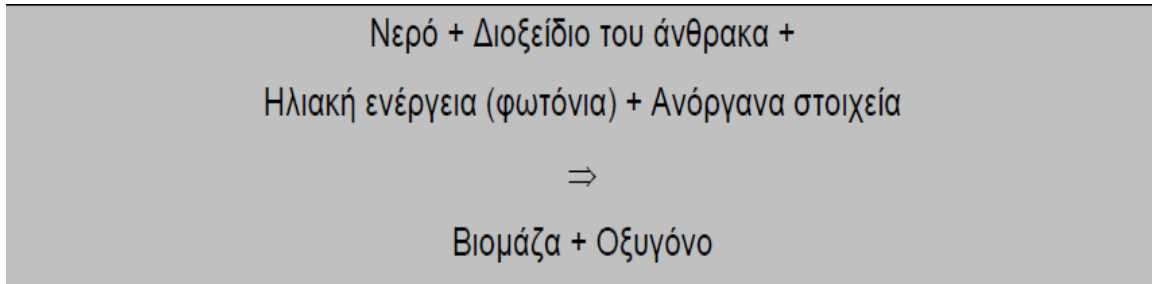 Νερό + Διοξείδιο του άνθρακα +
Ηλιακή ενέργεια (φωτόνια) + Ανόργανα στοιχεία
⇒
Βιομάζα + Οξυγόνο